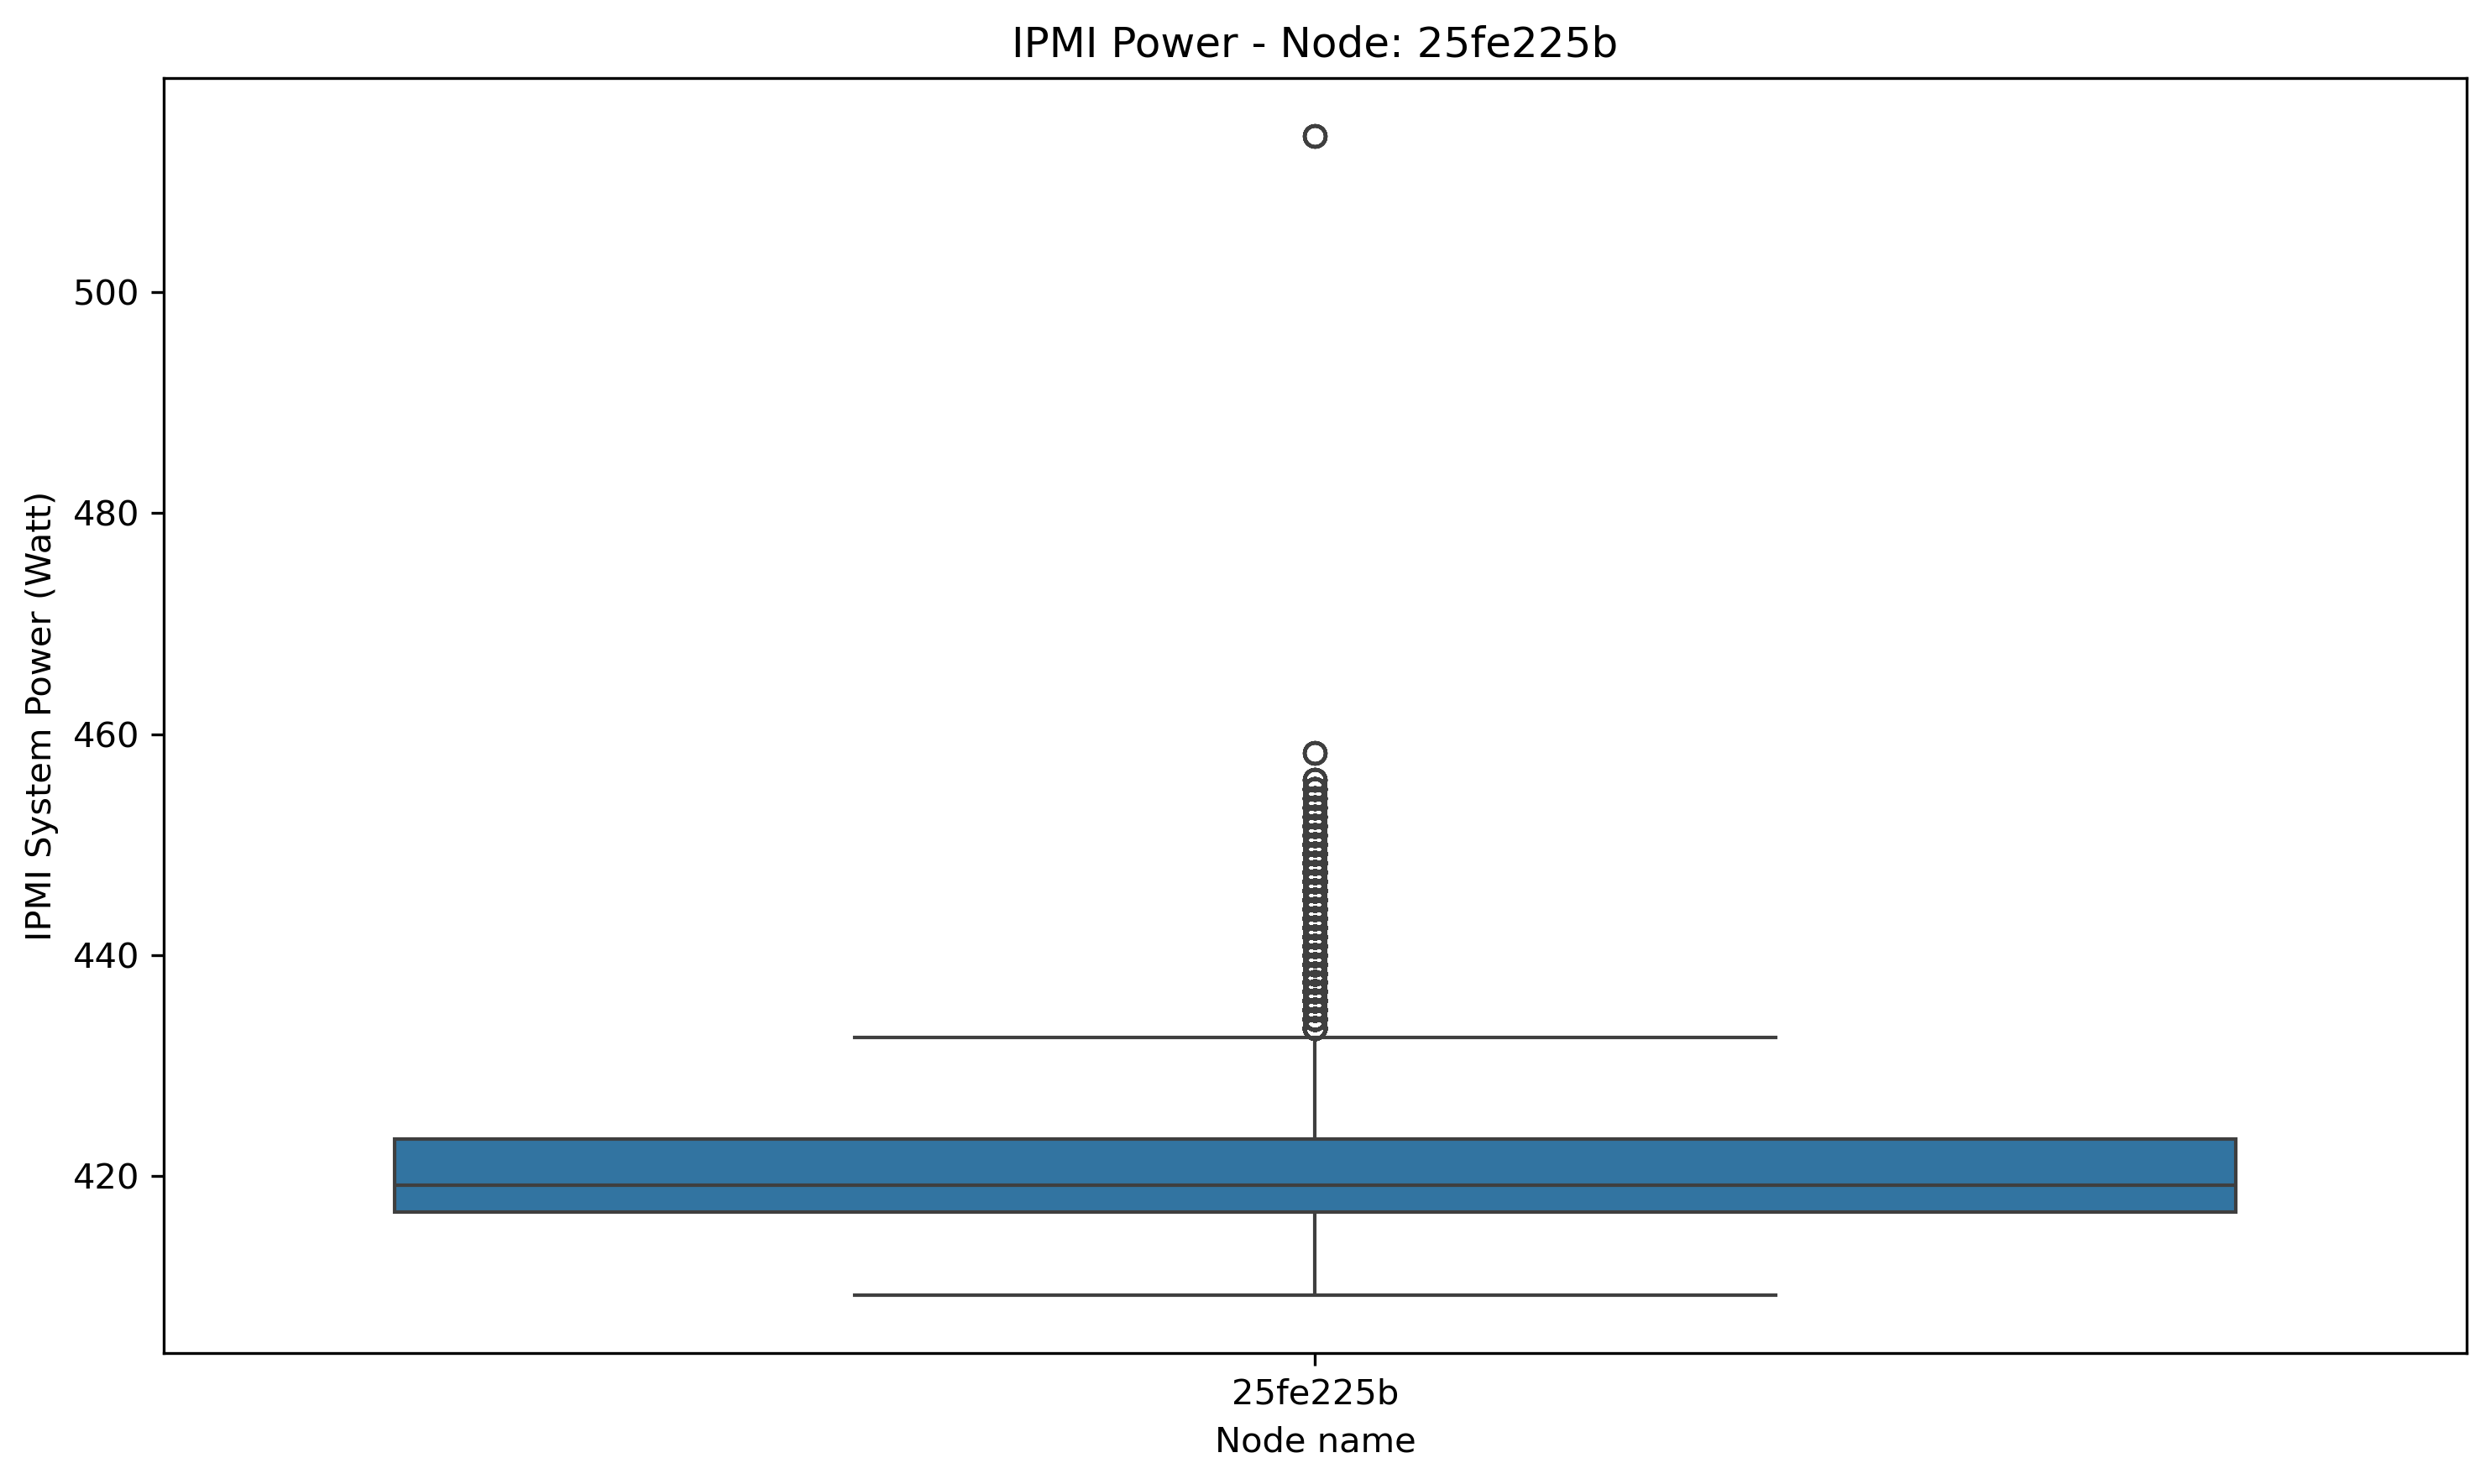 IPMI Power - Node: 25fe225b
IPMI System Power (Watt)
500
480
460
440
420
25fe225b
Node name